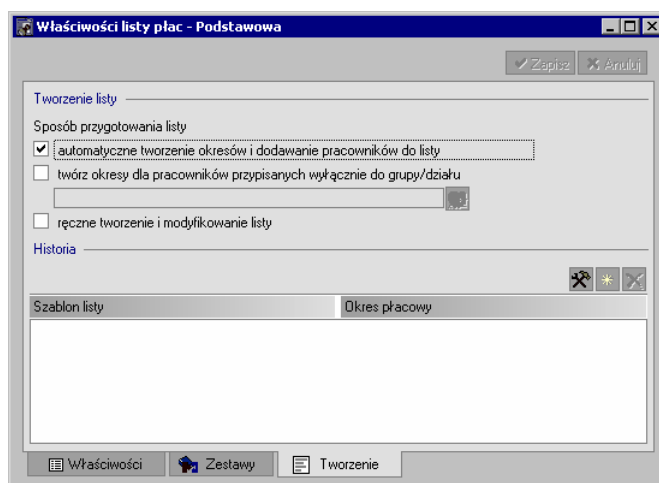 Właściwości listy płac - Podstawowa
Zapisz Anuluj
Tworzenie listy
Sposób przygotowania listy
automatyczne tworzenie okresów i dodawanie pracowników do listy
twórz okresy dla pracowników przypisanych wyłącznie do grupy/działu
ręczne tworzenie i modyfikowanie listy
Historia
Szablon listy Okres płacowy
Właściwości Zestawy Tworzenie